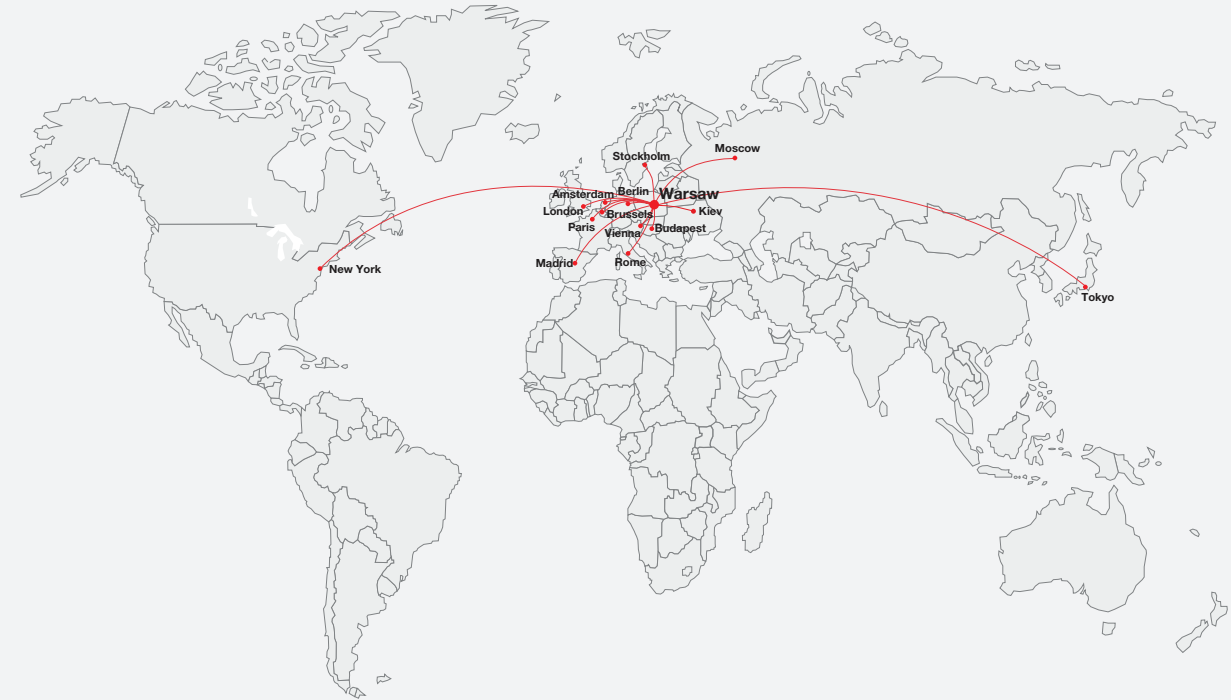 Moscow
Stockholm
Berlin
Warsaw
Amsterdam
London
Brussels
Kiev
Paris
Vienna
Budapest
Madrid
Rome
New York
Tokyo